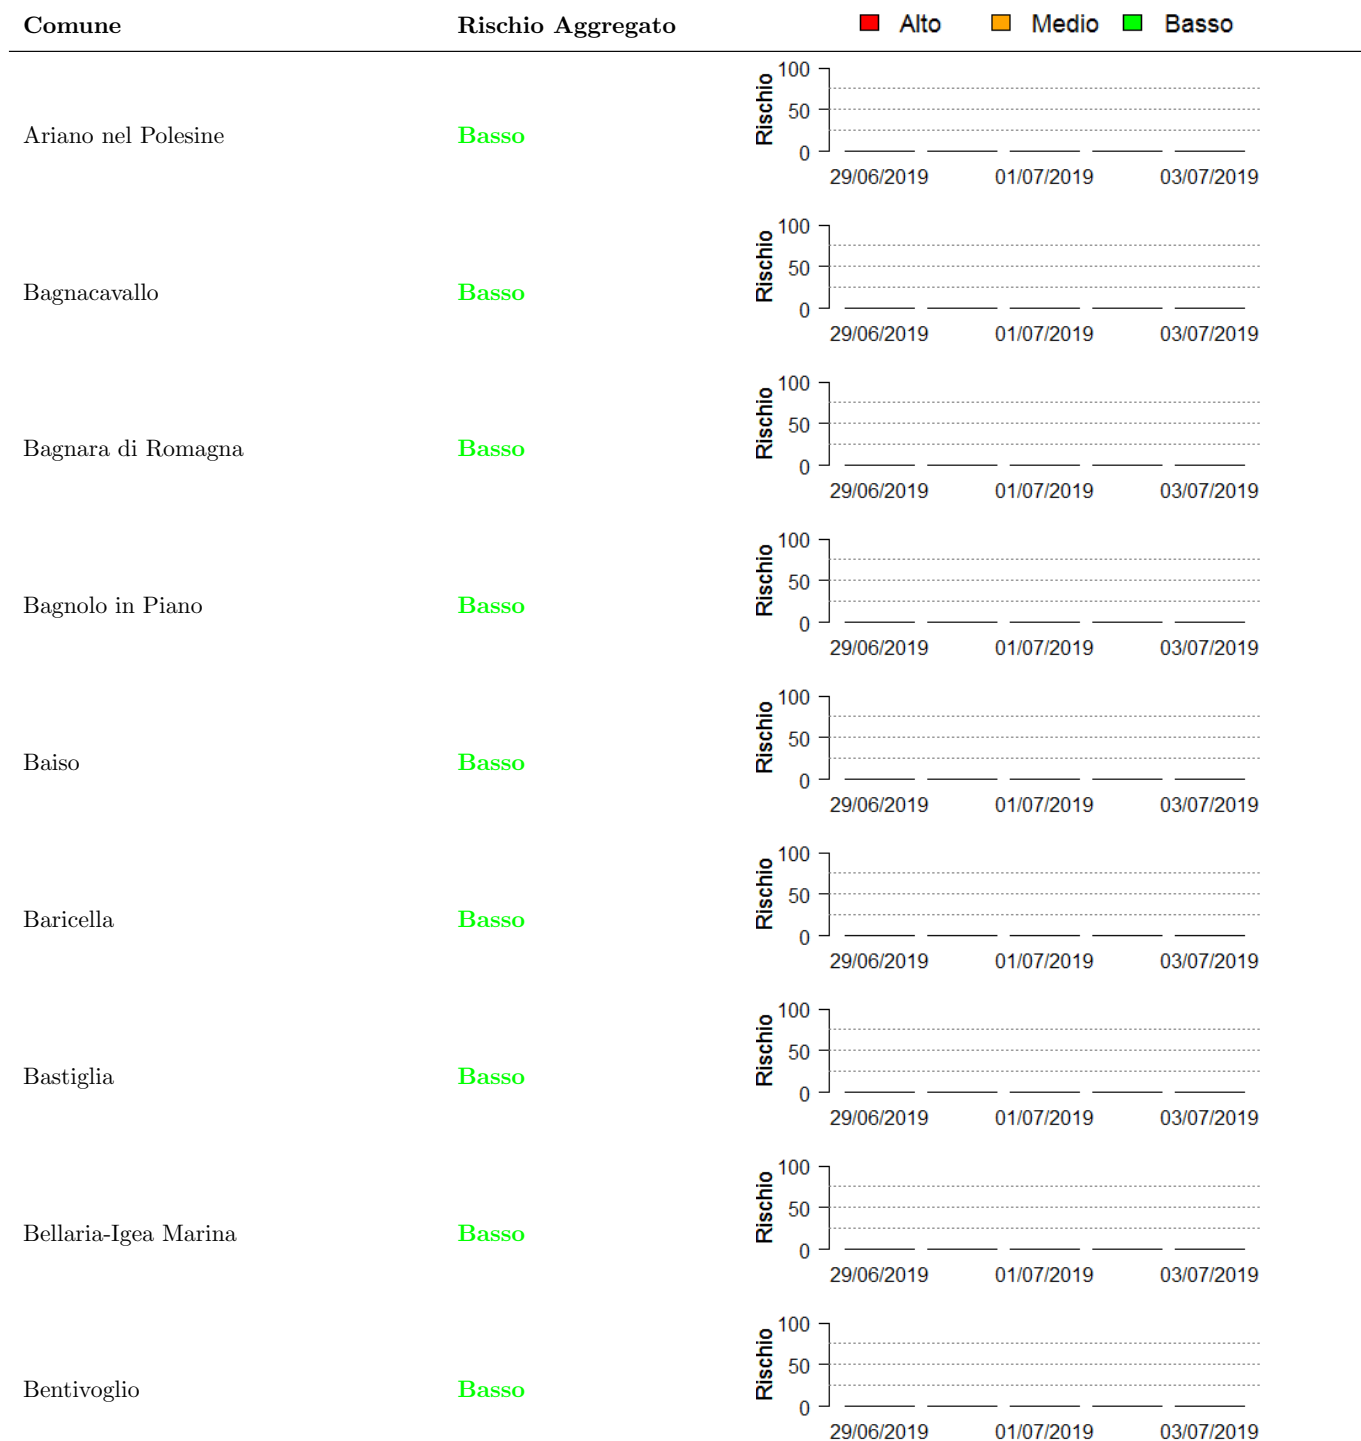 Comune Rischio Aggregato Alto Medio Basso
Ariano nel Polesine Basso Rischio 100 50 0
29/06/2019 01/07/2019 03/07/2019
Bagnacavallo Basso Rischio 100 50 0
29/06/2019 01/07/2019 03/07/2019
Bagnara di Romagna Basso Rischio 100 50 0
29/06/2019 01/07/2019 03/07/2019
Bagnolo in Piano Basso Rischio 100 50 0
29/06/2019 01/07/2019 03/07/2019
Baiso Basso Rischio 100 50 0
29/06/2019 01/07/2019 03/07/2019
Baricella Basso Rischio 100 50 0
29/06/2019 01/07/2019 03/07/2019
Bastiglia Basso Rischio 100 50 0
29/06/2019 01/07/2019 03/07/2019
Bellaria-Igea Marina Basso Rischio 100 50 0
29/06/2019 01/07/2019 03/07/2019
Bentivoglio Basso Rischio 100 50 0
29/06/2019 01/07/2019 03/07/2019